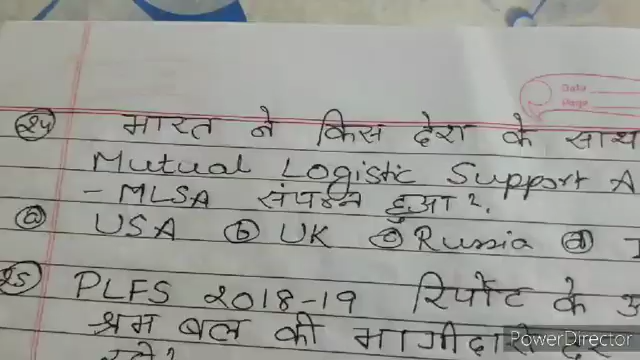 Date
Page
24 भारत ने किस देश के साथ
Mutual Logistic Support A
- MLSA संपन्न हुआ?
a USA b UK c Russia d
25 PLFS 2018-19 रिपोर्ट के अ
श्रम बल की भागीदारी
PowerDirector